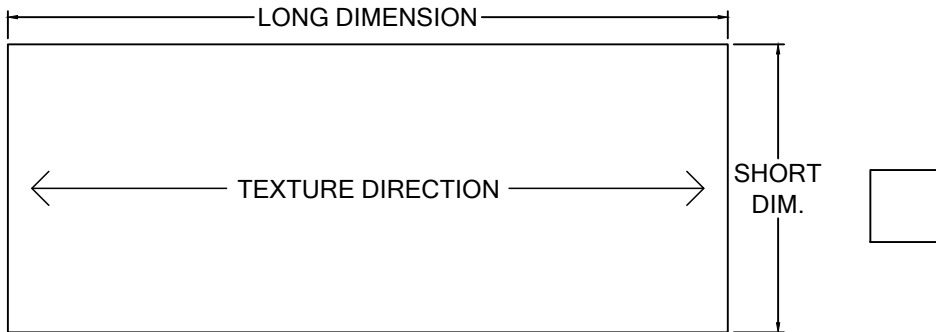 LONG DIMENSION
TEXTURE DIRECTION
SHORT
DIM.